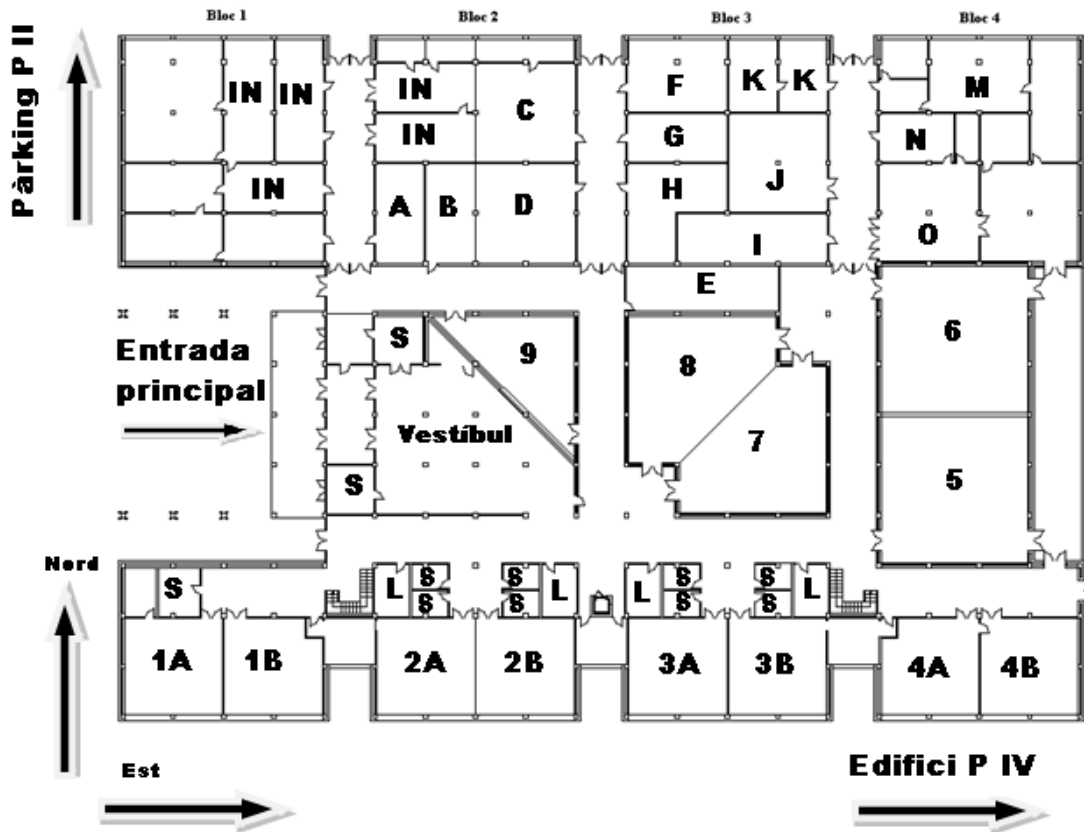 Bloc 1 Bloc 2 Bloc 3 Bloc 4
Pàrking P II
IN IN IN F K K M
C
IN G N
IN A B D H J
O
I
E
S 9 8 6
Entrada
principal
Vestíbul 7
S 5
Nord
S L S S L L S S L
S S S S
1A 1B 2A 2B 3A 3B 4A 4B
Est
Edifici P IV